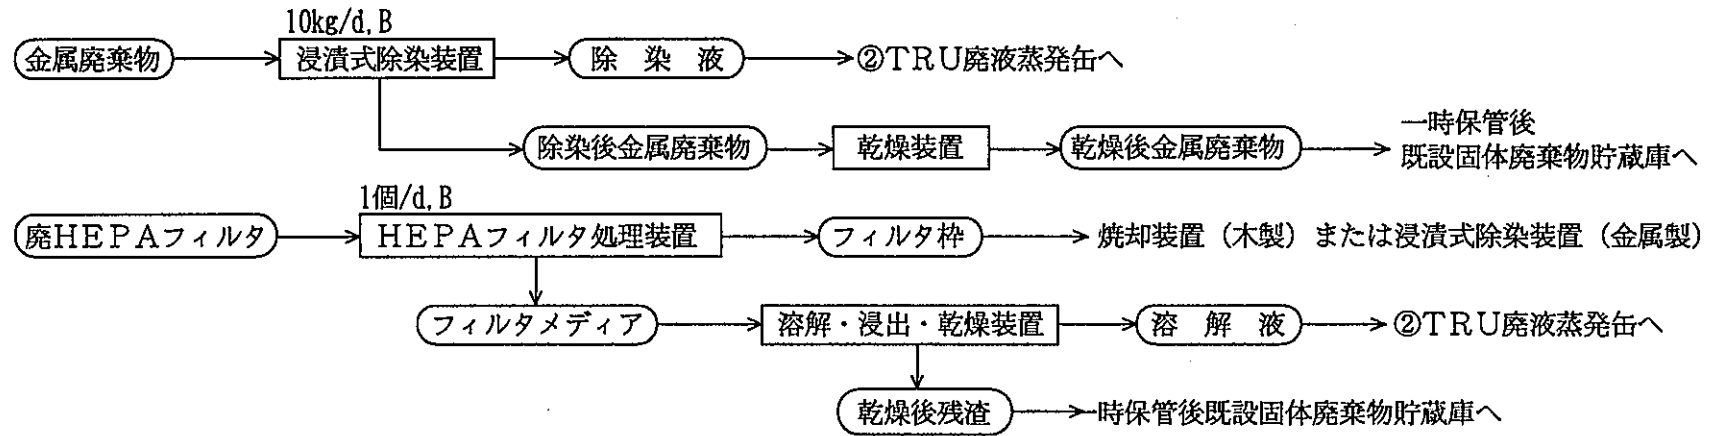 10kg/d, B
金属廃棄物 浸漬式除染装置 除染液 ②TRU廃液蒸発缶へ
除染後金属廃棄物 乾燥装置 乾燥後金属廃棄物 一時保管後
既設固体廃棄物貯蔵庫へ
1個/d, B
廃HEPAフィルタ HEPAフィルタ処理装置 フィルタ枠 焼却装置(木製)または浸漬式除染装置(金属製)
フィルタメディア 溶解・浸出・乾燥装置 溶解液 ②TRU廃液蒸発缶へ
乾燥後残渣 一時保管後既設固体廃棄物貯蔵庫へ